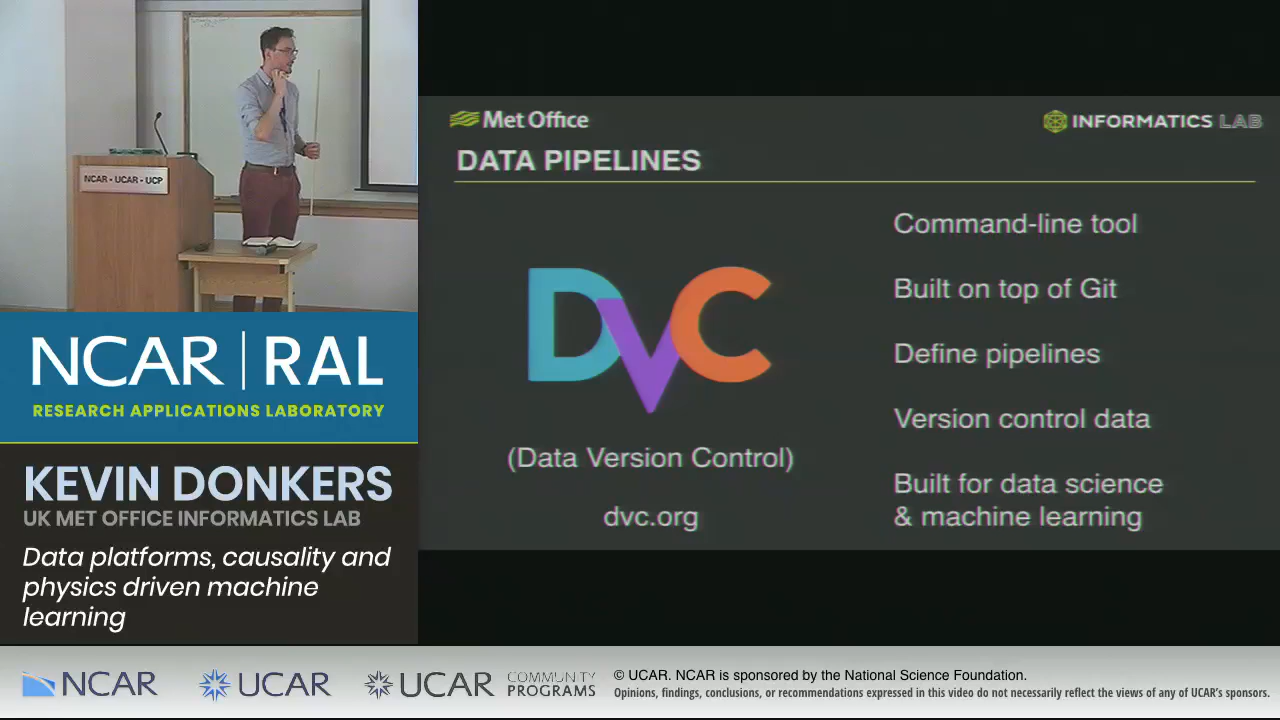 NCAR - UCAR - UCP
NCAR | RAL
RESEARCH APPLICATIONS LABORATORY
KEVIN DONKERS
UK MET OFFICE INFORMATICS LAB
Data platforms, causality and
physics driven machine
learning
Met Office
INFORMATICS LAB
DATA PIPELINES
DVC
(Data Version Control)
dvc.org
Command-line tool
Built on top of Git
Define pipelines
Version control data
Built for data science
& machine learning
NCAR
UCAR
UCAR
COMMUNITY
PROGRAMS
© UCAR. NCAR is sponsored by the National Science Foundation.
Opinions, findings, conclusions, or recommendations expressed in this video do not necessarily reflect the views of any of UCAR's sponsors.